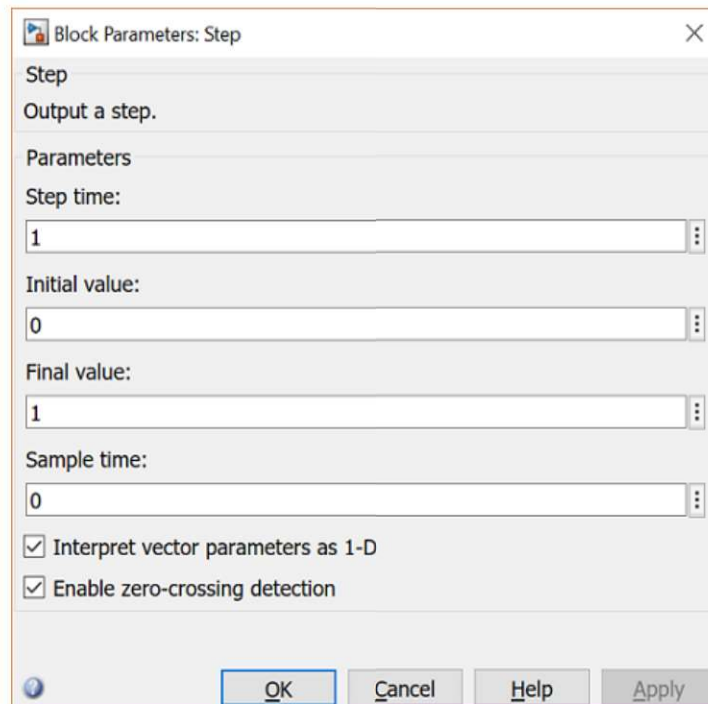 Block Parameters: Step
Step
Output a step.
Parameters
Step time:
1
Initial value:
0
Final value:
1
Sample time:
0
Interpret vector parameters as 1-D
Enable zero-crossing detection
OK Cancel Help Apply